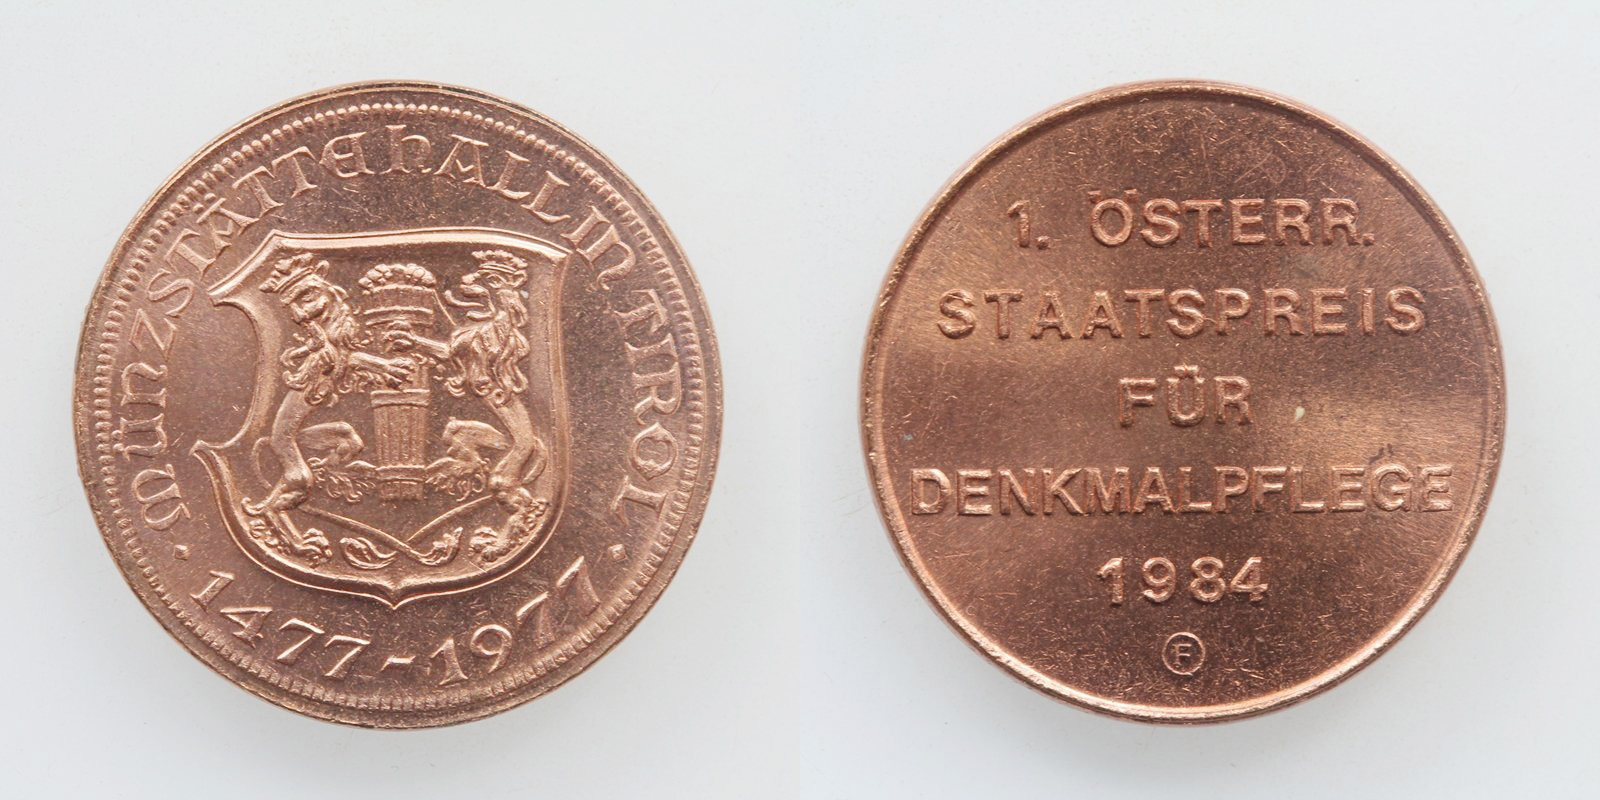 MÜNZSTÄTTE HALL IN TIROL
· 1477-1977 ·
1. ÖSTERR.
STAATSPREIS
FÜR
DENKMALPFLEGE
1984
F